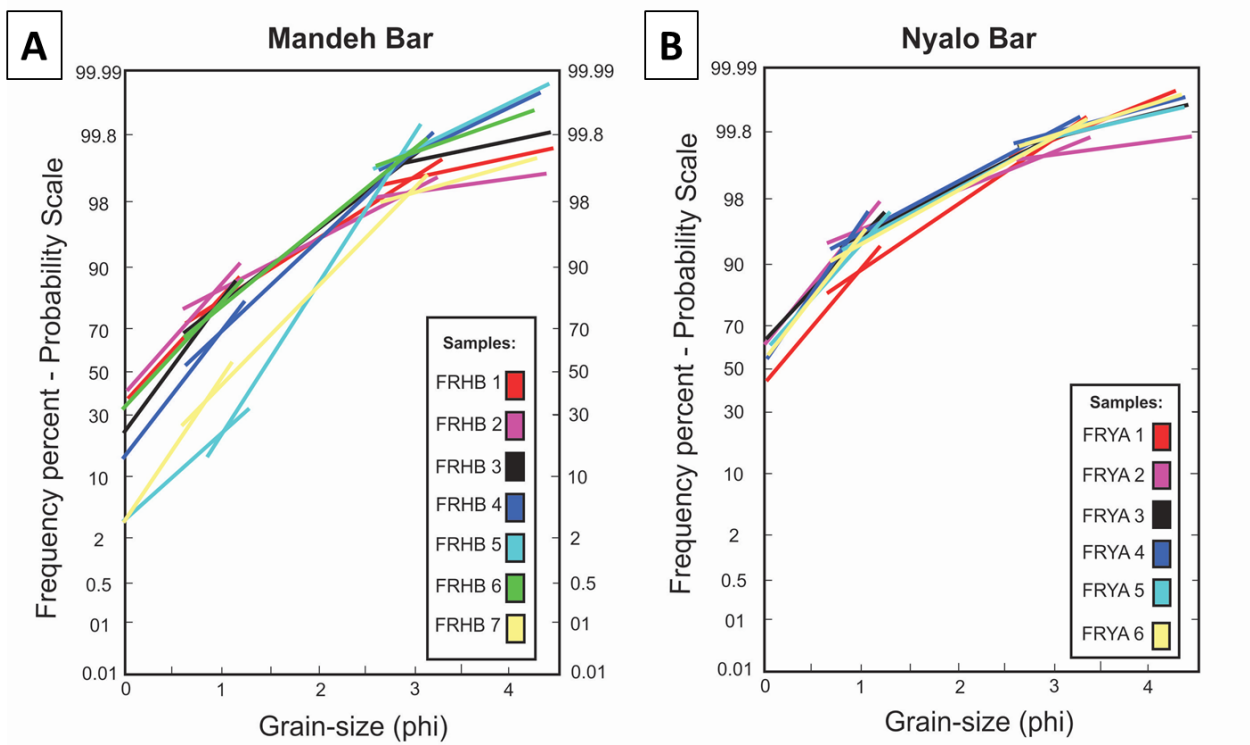 A
Mandeh Bar
Frequency percent - Probability Scale
99.99
99.8
98
90
70
50
30
10
2
0.5
01
0.01
99.99
99.8
98
90
70
50
30
10
2
0.5
01
0.01
0 1 2 3 4
Grain-size (phi)
Samples:
FRHB 1
FRHB 2
FRHB 3
FRHB 4
FRHB 5
FRHB 6
FRHB 7
B
Nyalo Bar
Frequency percent - Probability Scale
99.99
99.8
98
90
70
50
30
10
2
0.5
01
0.01
0 1 2 3 4
Grain-size (phi)
Samples:
FRYA 1
FRYA 2
FRYA 3
FRYA 4
FRYA 5
FRYA 6